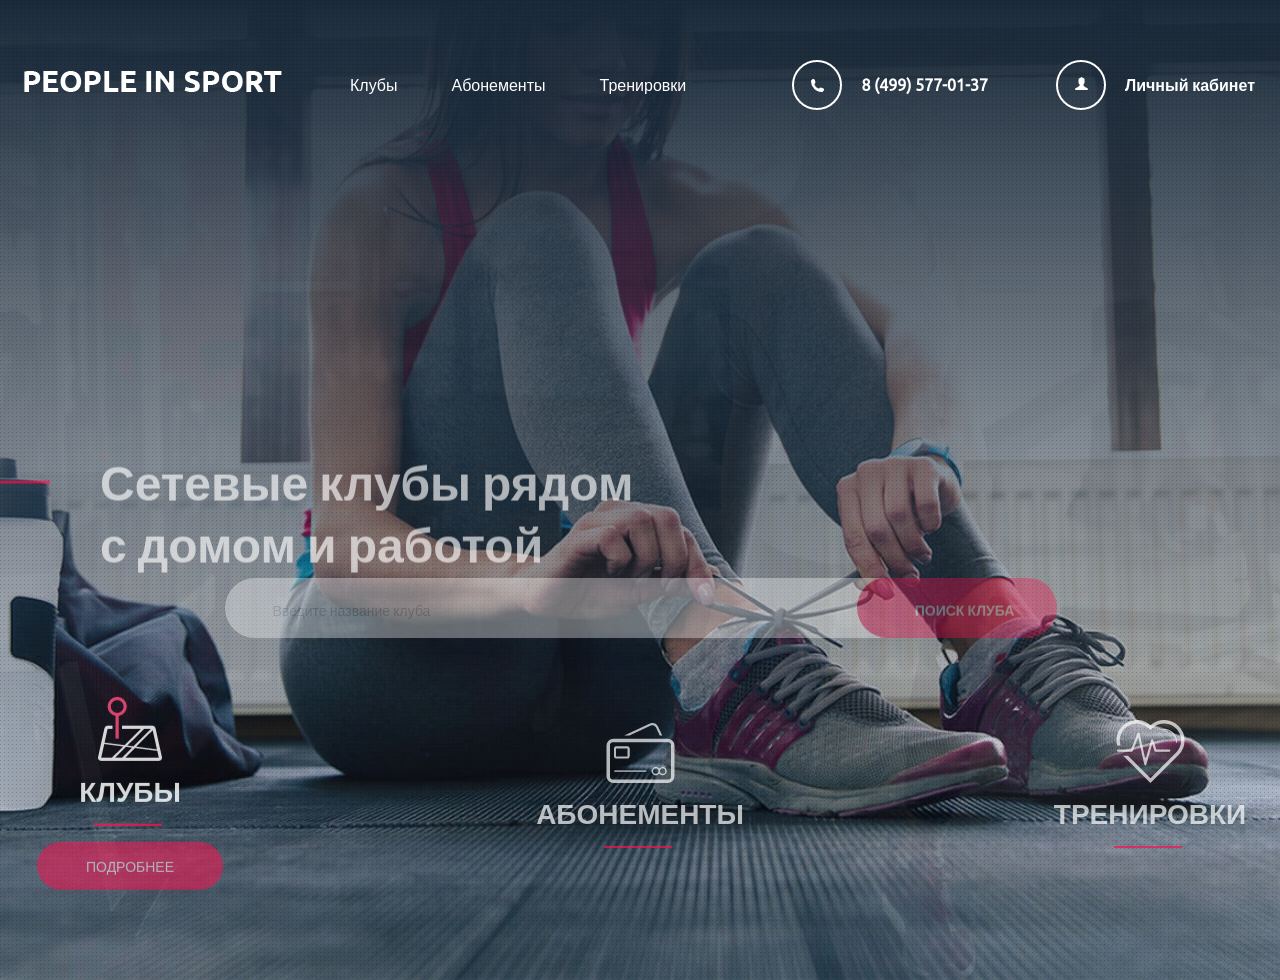 PEOPLE IN SPORT
Клубы
Абонементы
Тренировки
8 (499) 577-01-37
Личный кабинет
Сетевые клубы рядом
с домом и работой
Введите название клуба
ПОИСК КЛУБА
КЛУБЫ
АБОНЕМЕНТЫ
ТРЕНИРОВКИ
ПОДРОБНЕЕ